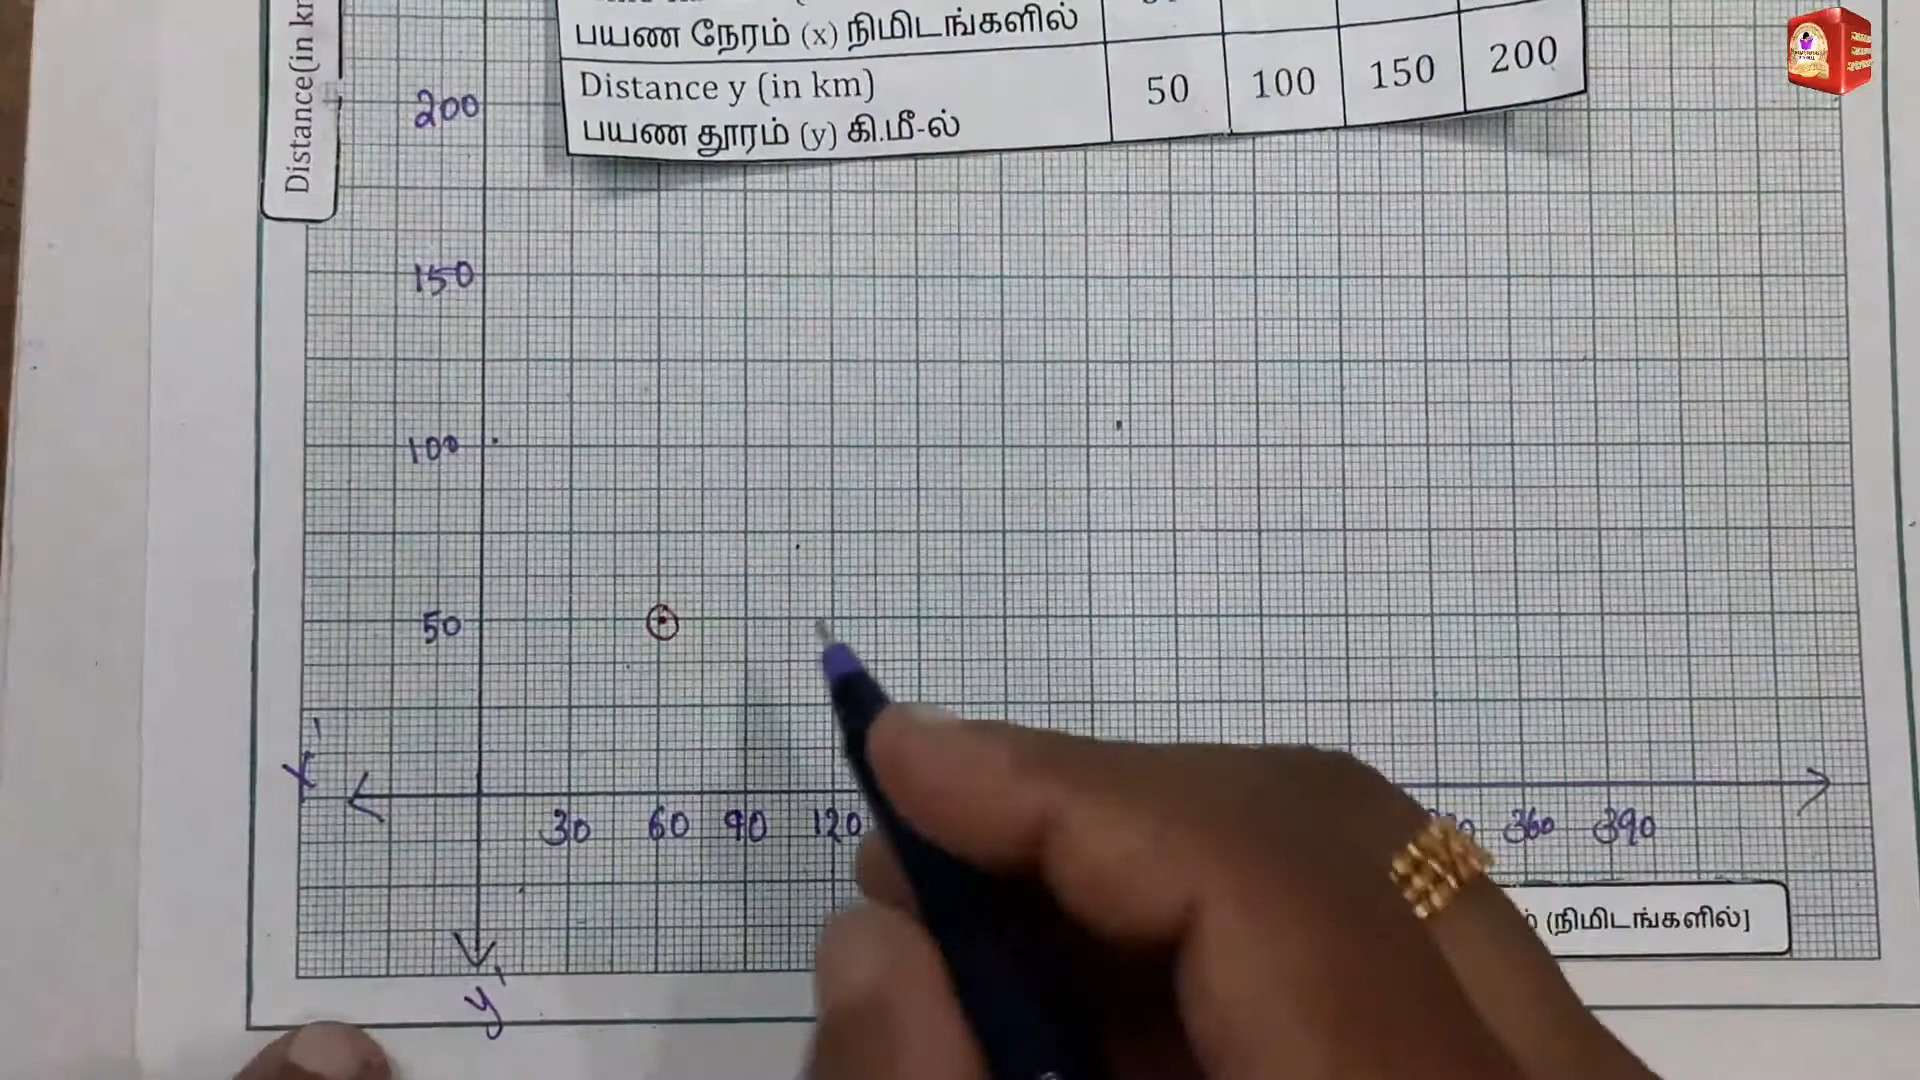 Distance(in km
பயண நேரம் (x) நிமிடங்களில்
Distance y (in km) 50 100 150 200
பயண தூரம் (y) கி.மீ-ல்
200
150
100
50
x'
30 60 90 120 360 390
(நிமிடங்களில்]
y'